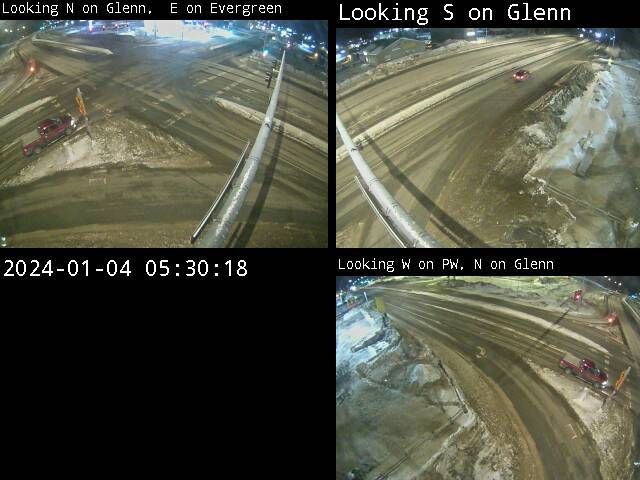 Looking N on Glenn, E on Evergreen
Looking S on Glenn
2024-01-04 05:30:18
Looking W on PW, N on Glenn